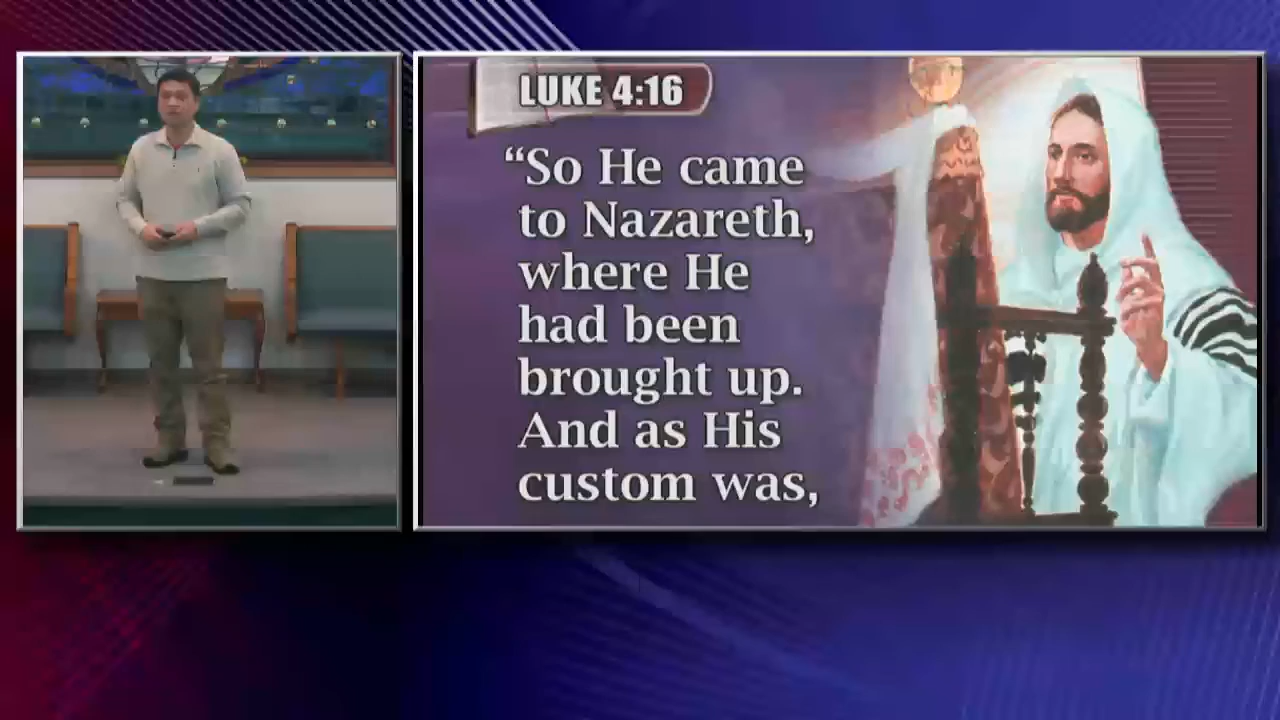 LUKE 4:16
“So He came
to Nazareth,
where He
had been
brought up.
And as His
custom was,